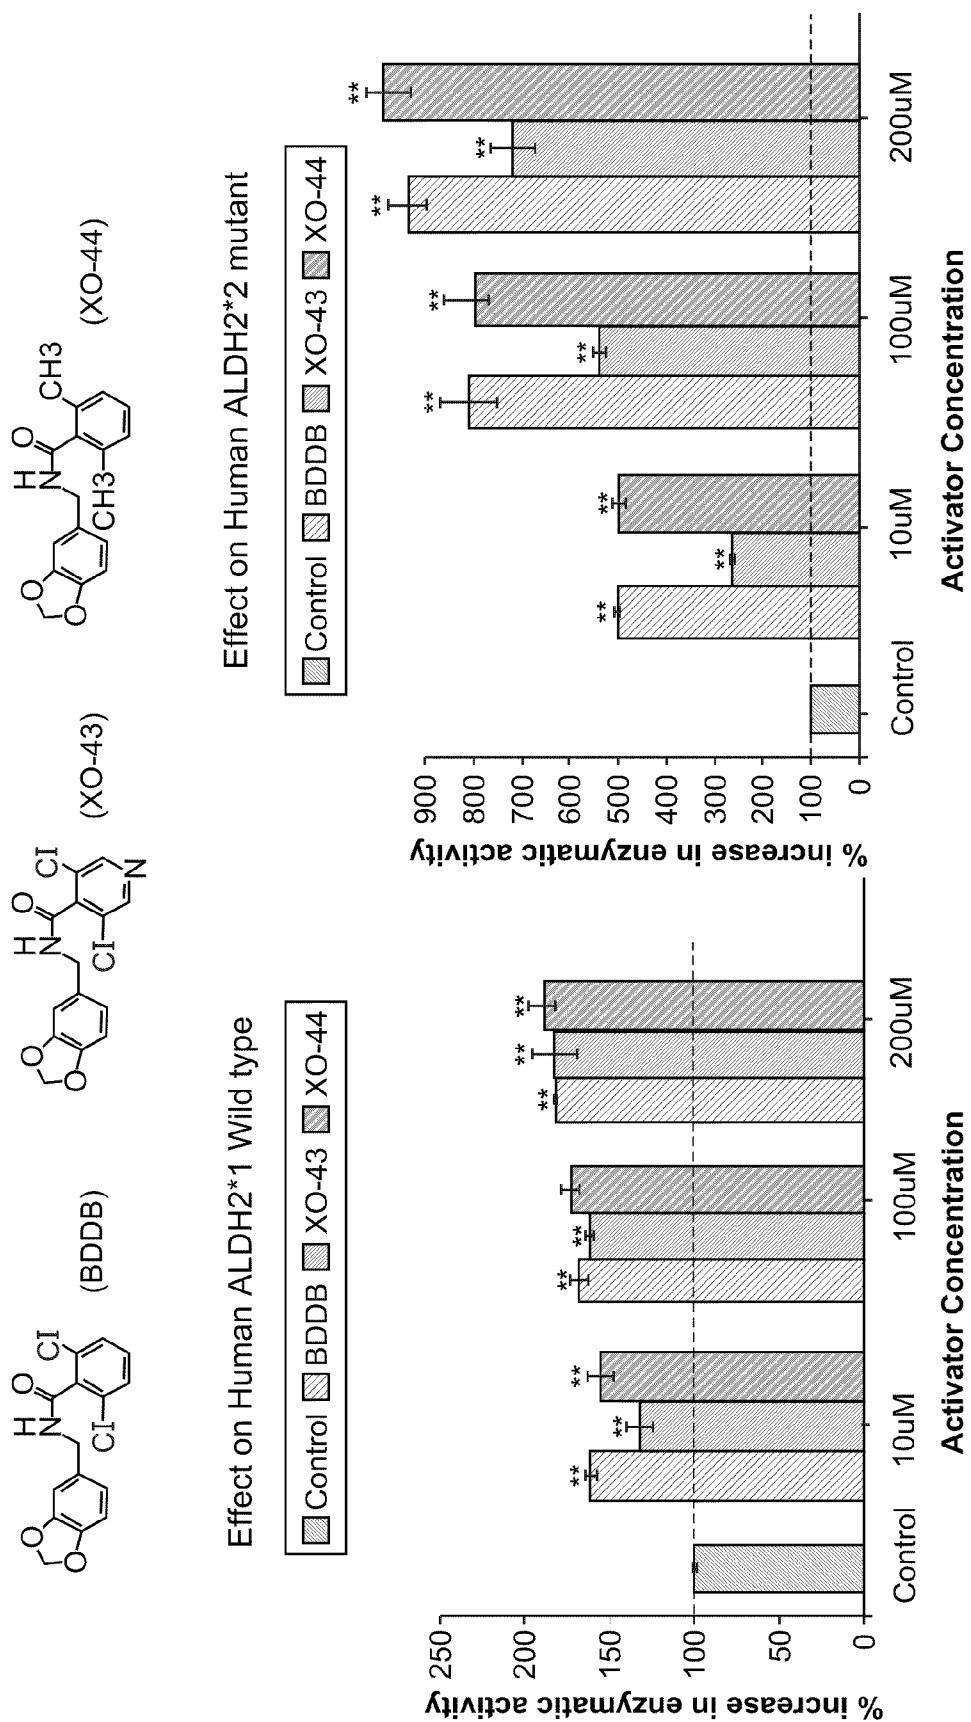 H
N
O
Cl
Cl
O
O
(BDDB)
H
N
O
Cl
Cl
N
O
O
(XO-43)
H
N
O
CH3
CH3
O
O
(XO-44)
Effect on Human ALDH2*1 Wild type
Control BDDB XO-43 XO-44
% increase in enzymatic activity
250
200
150
100
50
0
** ** **
** **
** ** **
Control 10uM 100uM 200uM
Activator Concentration
Effect on Human ALDH2*2 mutant
Control BDDB XO-43 XO-44
% increase in enzymatic activity
900
800
700
600
500
400
300
200
100
0
** ** **
** ** **
** ** **
Control 10uM 100uM 200uM
Activator Concentration